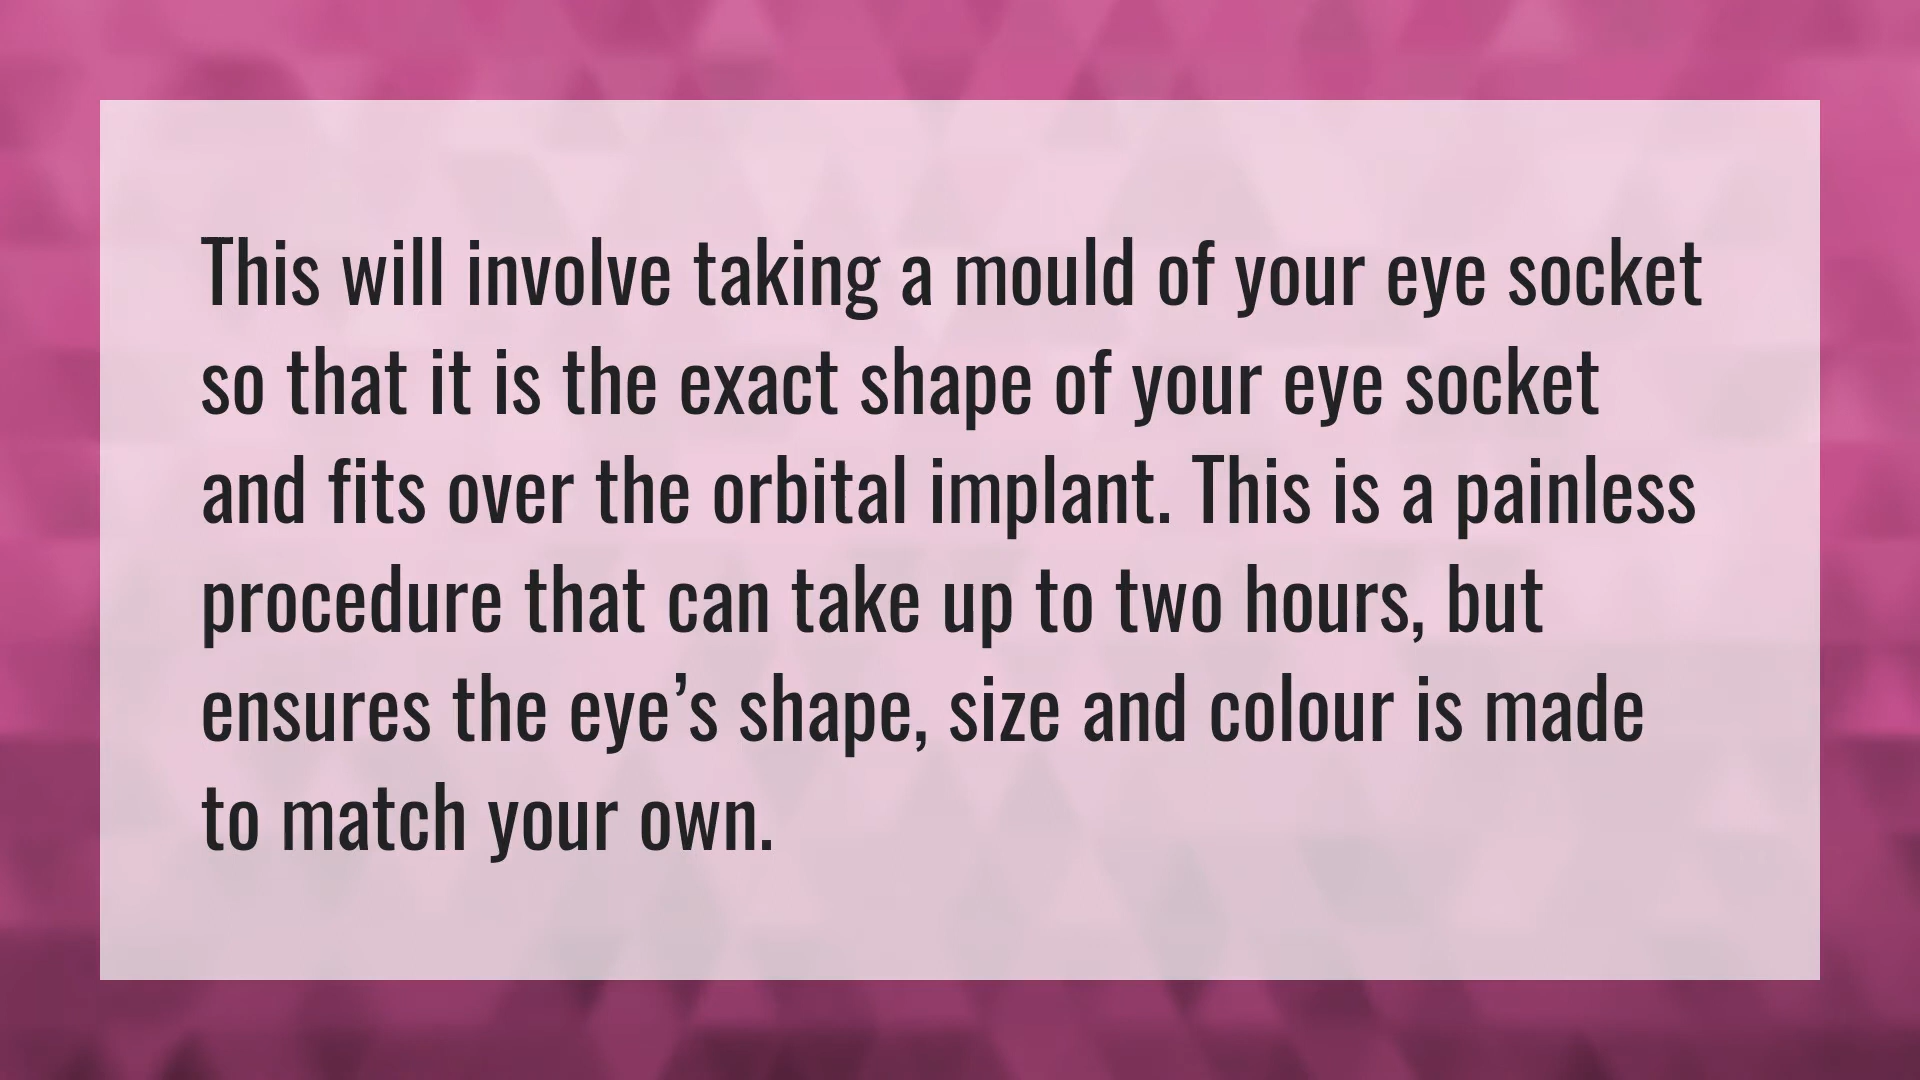 This will involve taking a mould of your eye socket
so that it is the exact shape of your eye socket
and fits over the orbital implant. This is a painless
procedure that can take up to two hours, but
ensures the eye’s shape, size and colour is made
to match your own.